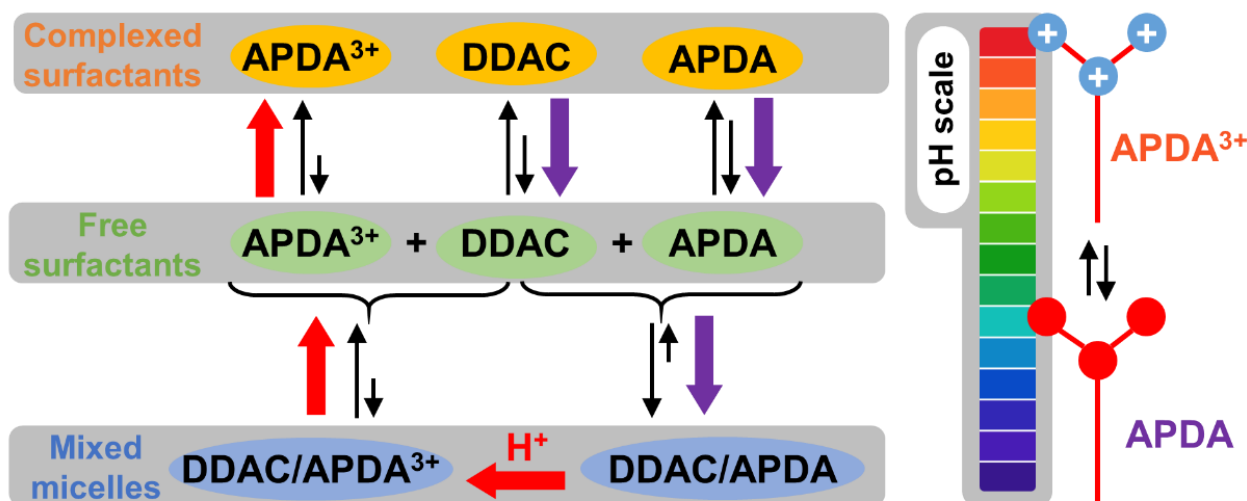 Complexed
surfactants
APDA³⁺
DDAC
APDA
Free
surfactants
APDA³⁺ + DDAC + APDA
Mixed
micelles
DDAC/APDA³⁺
H⁺
DDAC/APDA
pH scale
+ +
+
APDA³⁺
APDA